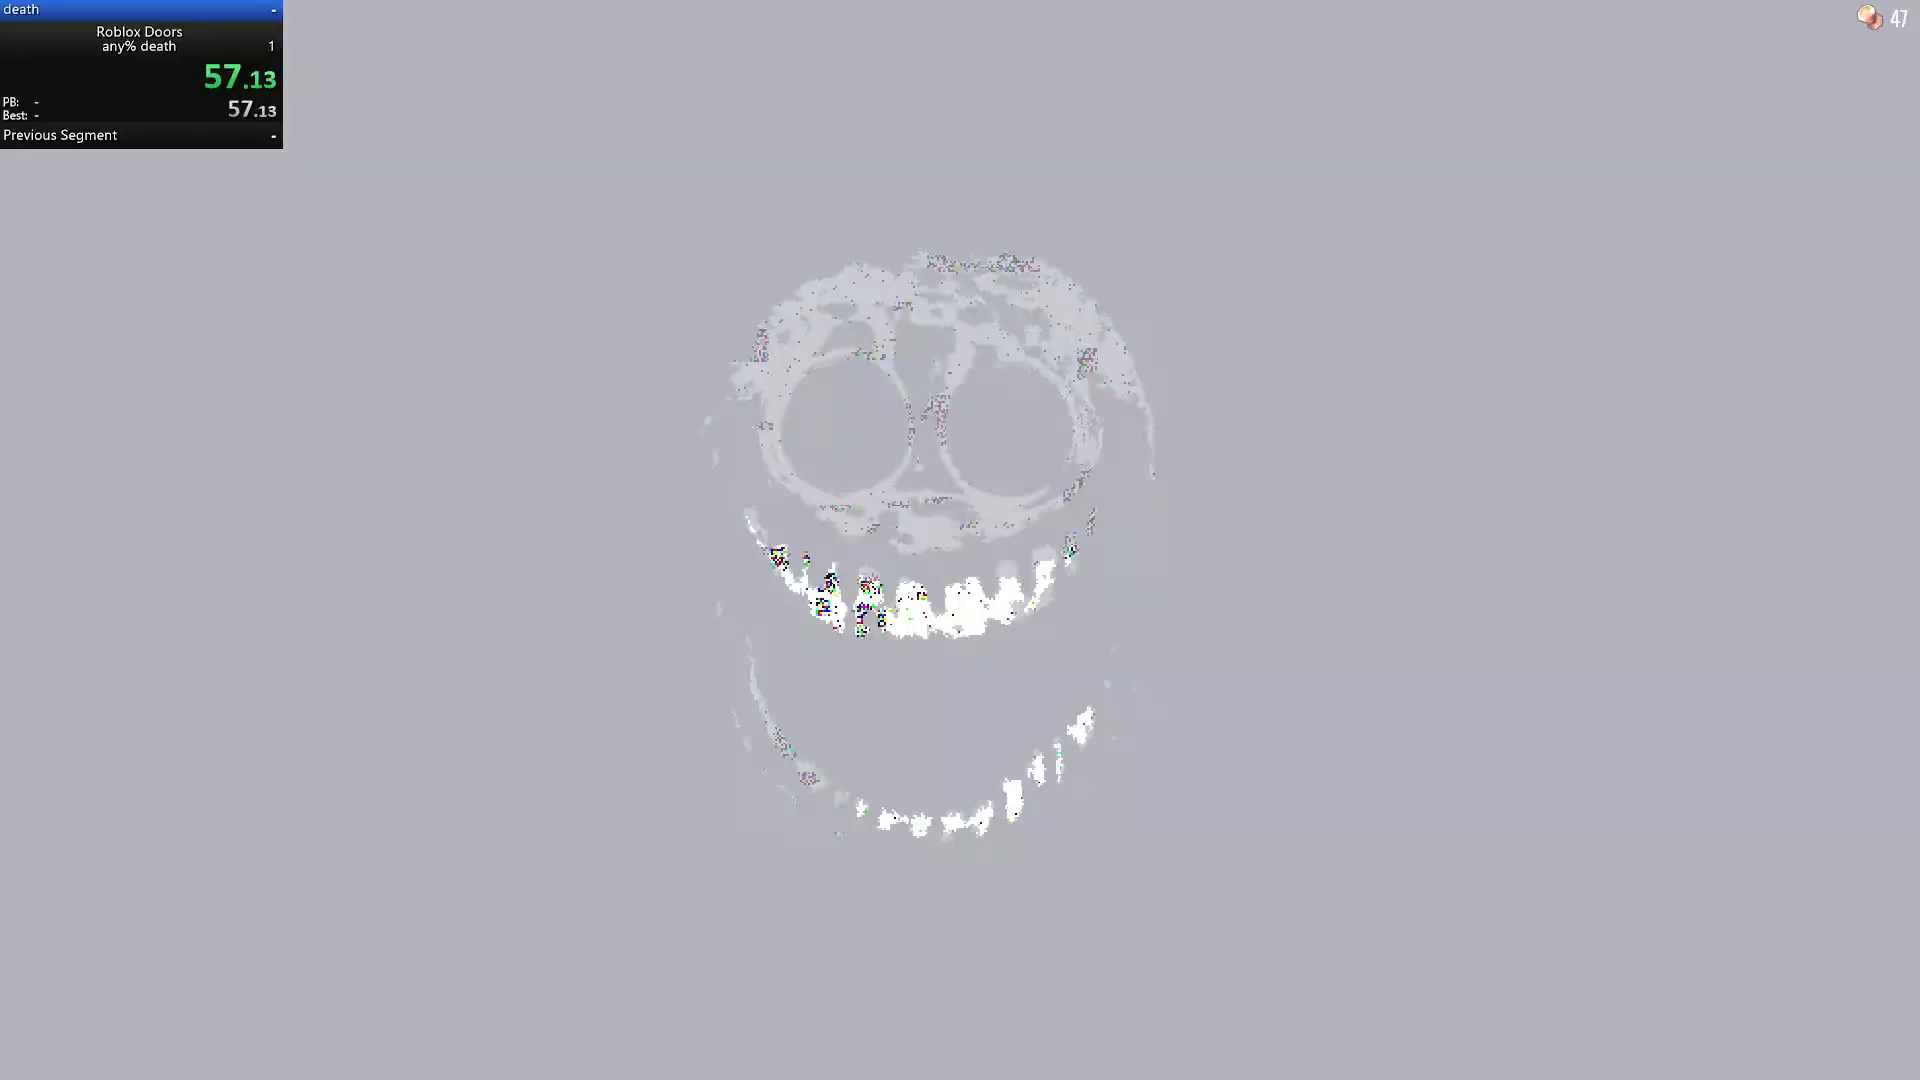 death -
Roblox Doors
any% death 1
57.13
PB: -
57.13
Best: -
Previous Segment -
47